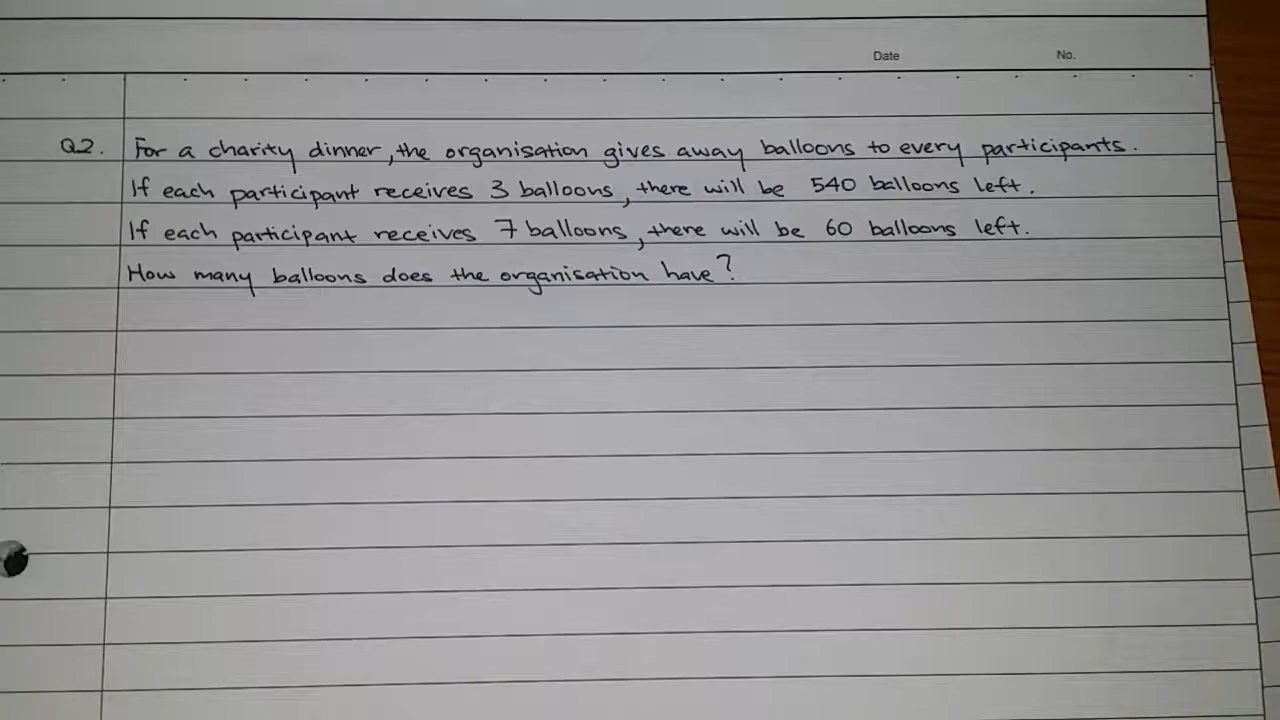 Date No.
Q2. For a charity dinner, the organisation gives away balloons to every participants.
If each participant receives 3 balloons, there will be 540 balloons left.
If each participant receives 7 balloons, there will be 60 balloons left.
How many balloons does the organisation have?